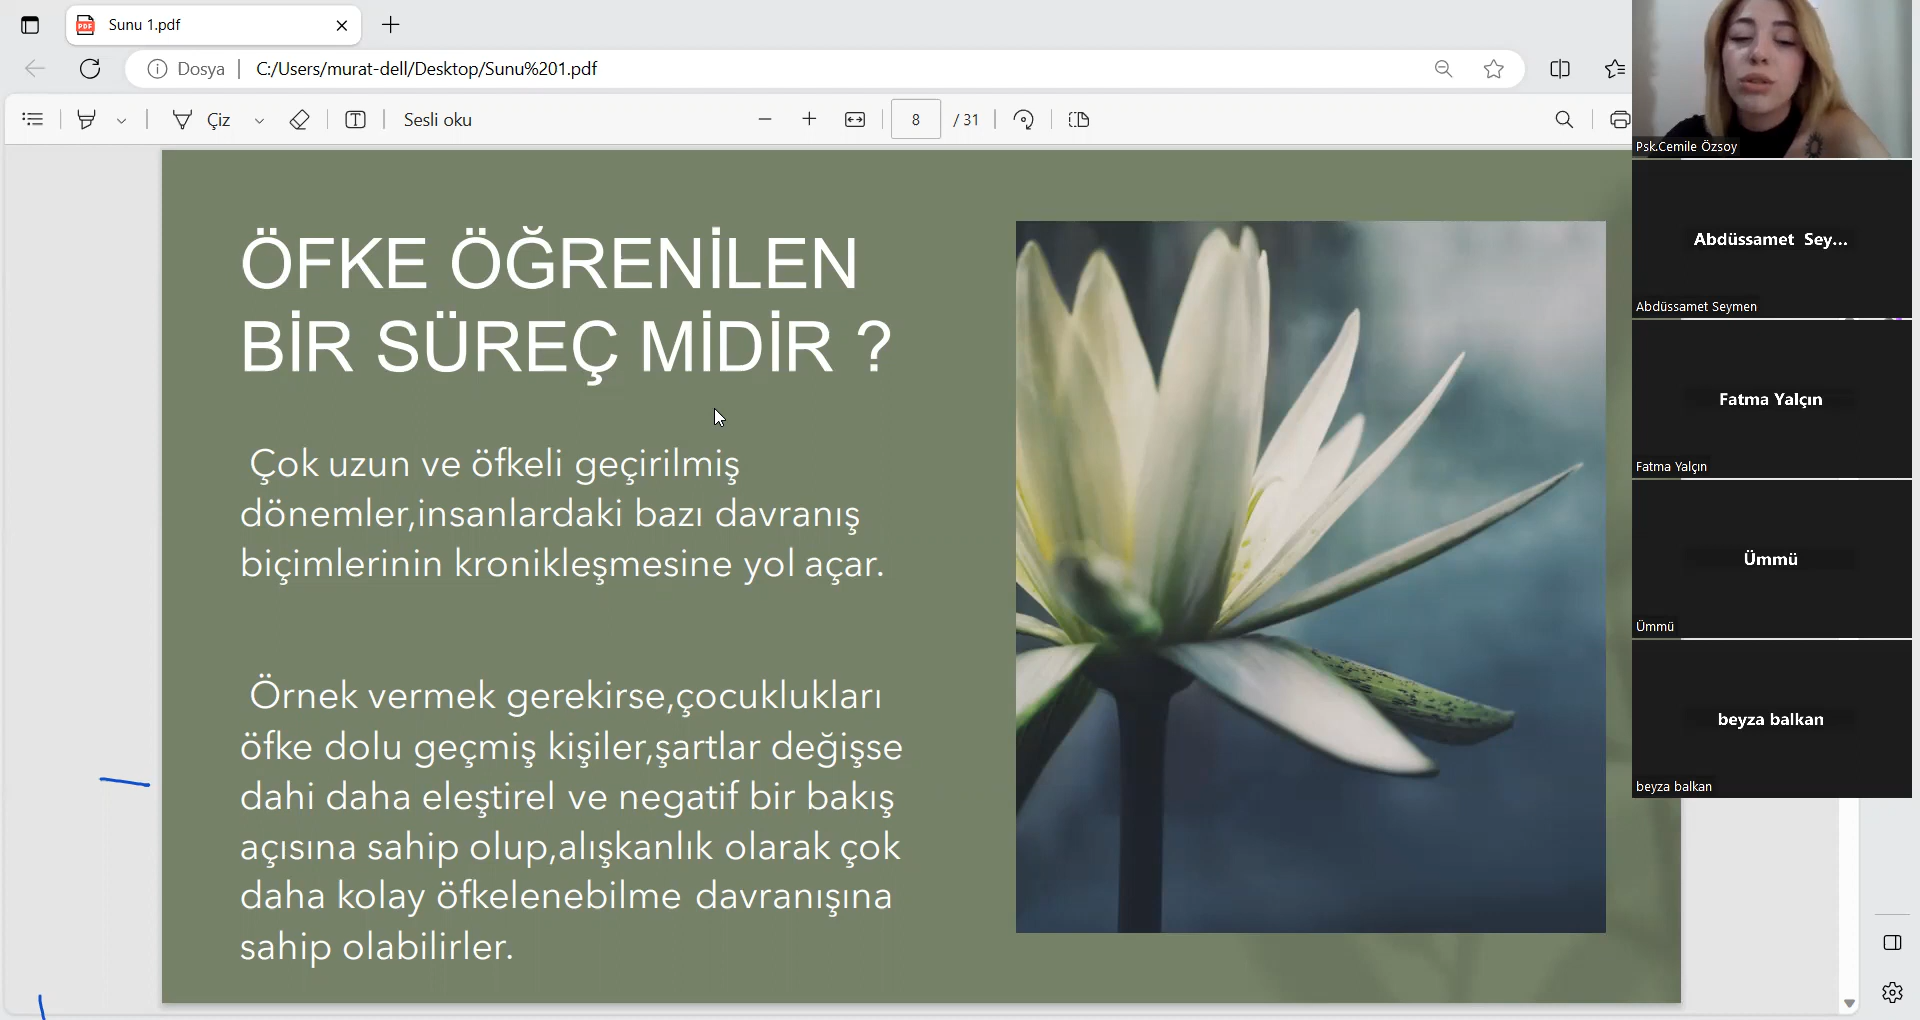 Sunu 1.pdf
Dosya
C:/Users/murat-dell/Desktop/Sunu%201.pdf
Çiz
Sesli oku
8 / 31
ÖFKE ÖĞRENİLEN
BİR SÜREÇ MİDİR ?
Çok uzun ve öfkeli geçirilmiş
dönemler,insanlardaki bazı davranış
biçimlerinin kronikleşmesine yol açar.
Örnek vermek gerekirse,çocuklukları
öfke dolu geçmiş kişiler,şartlar değişse
dahi daha eleştirel ve negatif bir bakış
açısına sahip olup,alışkanlık olarak çok
daha kolay öfkelenebilme davranışına
sahip olabilirler.
Psk.Cemile Özsoy
Abdüssamet Sey...
Abdüssamet Seymen
Fatma Yalçın
Fatma Yalçın
Ümmü
Ümmü
beyza balkan
beyza balkan